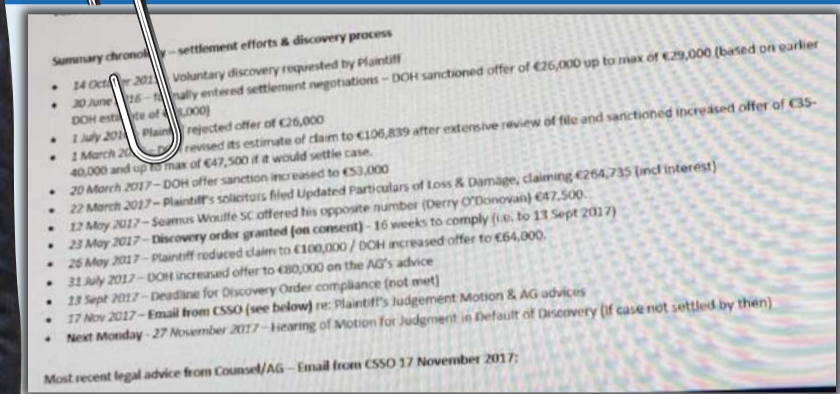 Summary chronology – settlement efforts & discovery process
• 14 October 201 Voluntary discovery requested by Plaintiff
• 30 June 16 – formally entered settlement negotiations – DOH sanctioned offer of €26,000 up to max of €29,000 (based on earlier
DOH estimate of ,000)
• 1 July 201 Plaintiff rejected offer of €26,000
• 1 March 20 revised its estimate of claim to €106,839 after extensive review of file and sanctioned increased offer of €35-
40,000 and up to max of €47,500 if it would settle case.
• 20 March 2017 – DOH offer sanction increased to €53,000
• 22 March 2017 – Plaintiff's solicitors filed Updated Particulars of Loss & Damage, claiming €264,735 (incl interest)
• 12 May 2017 – Seamus Woulfe SC offered his opposite number (Derry O'Donovan) €47,500.
• 23 May 2017 – Discovery order granted (on consent) - 16 weeks to comply (i.e. to 13 Sept 2017)
• 26 May 2017 – Plaintiff reduced claim to €100,000 / DOH increased offer to €64,000.
• 31 July 2017 – DOH increased offer to €80,000 on the AG's advice
• 13 Sept 2017 – Deadline for Discovery Order compliance (not met)
• 17 Nov 2017 – Email from CSSO (see below) re: Plaintiff's Judgement Motion & AG advices
• Next Monday - 27 November 2017 – Hearing of Motion for Judgment in Default of Discovery (if case not settled by then)
Most recent legal advice from Counsel/AG – Email from CSSO 17 November 2017: